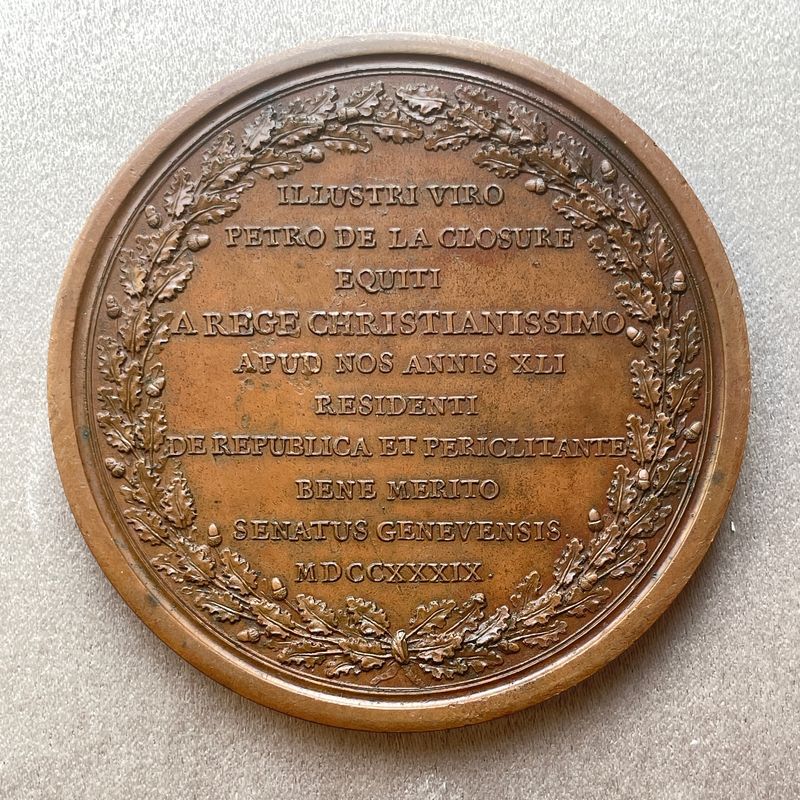 ILLUSTRI VIRO
PETRO DE LA CLOSURE
EQUITI
A REGE CHRISTIANISSIMO
APUD NOS ANNIS XLI
RESIDENTI
DE REPUBLICA ET PERICLITANTE
BENE MERITO
SENATUS GENEVENSIS.
MDCCXXXIX.